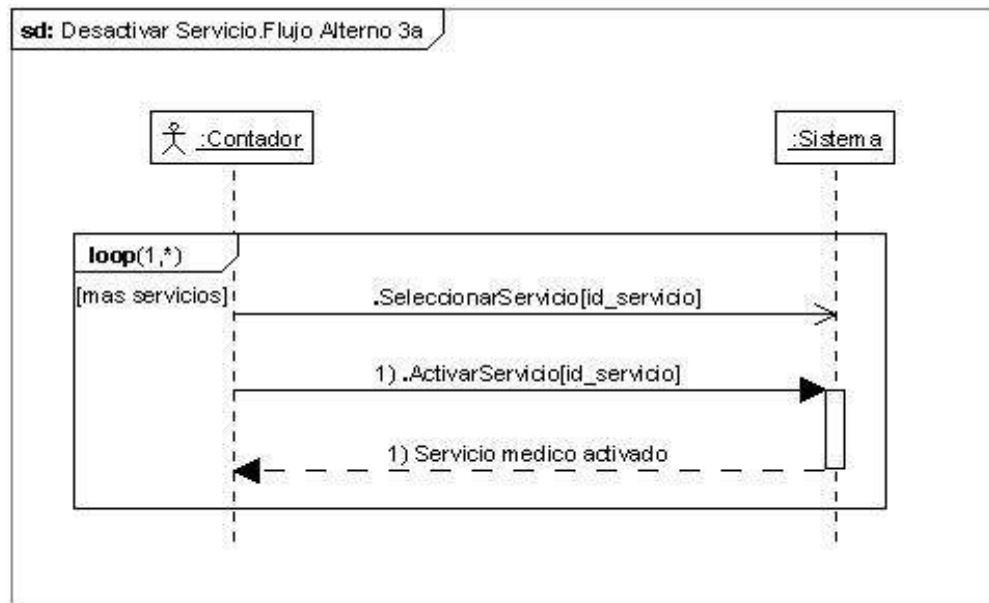 sd: Desactivar Servicio.Flujo Alterno 3a
:Contador
:Sistema
loop(1,*)
[mas servicios]
.SeleccionarServicio[id_servicio]
1) .ActivarServicio[id_servicio]
1) Servicio medico activado